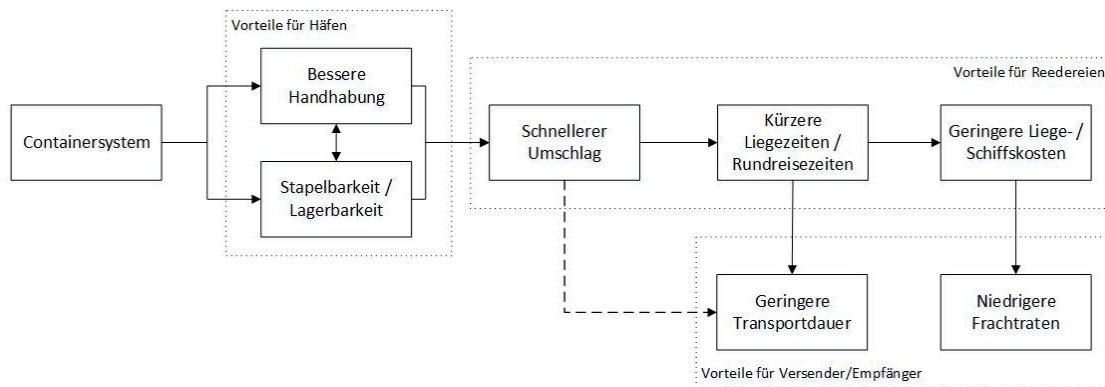 Vorteile für Häfen
Bessere
Handhabung
Vorteile für Reedereien
Containersystem
Schnellerer
Umschlag
Kürzere
Liegezeiten /
Rundreisezeiten
Geringere Liege-/
Schiffskosten
Stapelbarkeit /
Lagerbarkeit
Geringere
Transportdauer
Niedrigere
Frachtraten
Vorteile für Versender/Empfänger